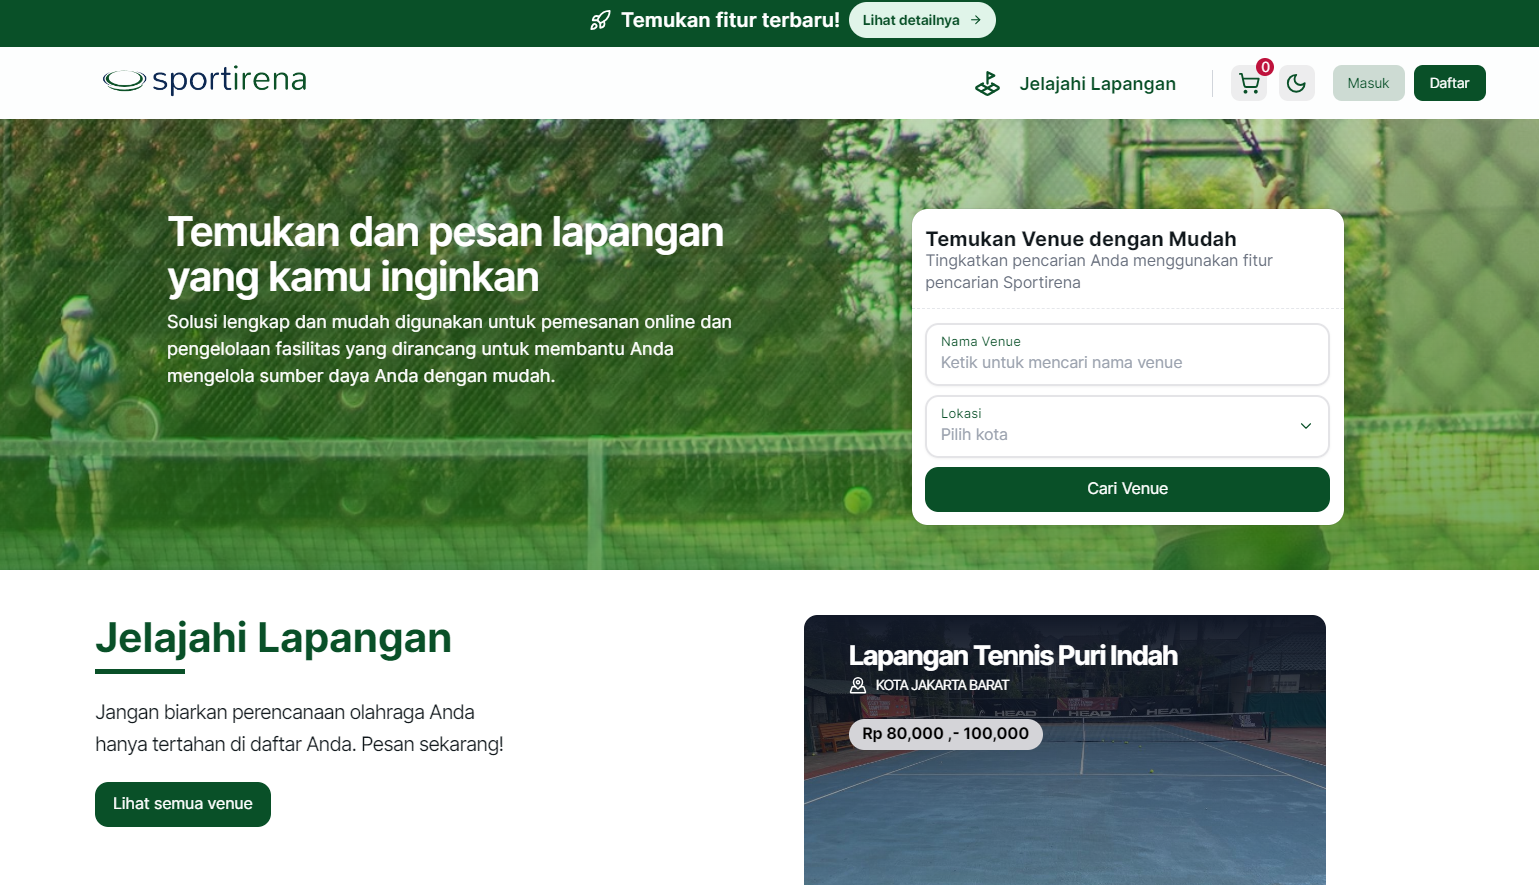 Temukan fitur terbaru!
Lihat detailnya
sportirena
Jelajahi Lapangan
0
Masuk
Daftar
Temukan dan pesan lapangan
yang kamu inginkan
Solusi lengkap dan mudah digunakan untuk pemesanan online dan
pengelolaan fasilitas yang dirancang untuk membantu Anda
mengelola sumber daya Anda dengan mudah.
Temukan Venue dengan Mudah
Tingkatkan pencarian Anda menggunakan fitur
pencarian Sportirena
Nama Venue
Ketik untuk mencari nama venue
Lokasi
Pilih kota
Cari Venue
Jelajahi Lapangan
Jangan biarkan perencanaan olahraga Anda
hanya tertahan di daftar Anda. Pesan sekarang!
Lihat semua venue
Lapangan Tennis Puri Indah
KOTA JAKARTA BARAT
HEAD
HEAD
HEAD
Rp 80,000 ,- 100,000